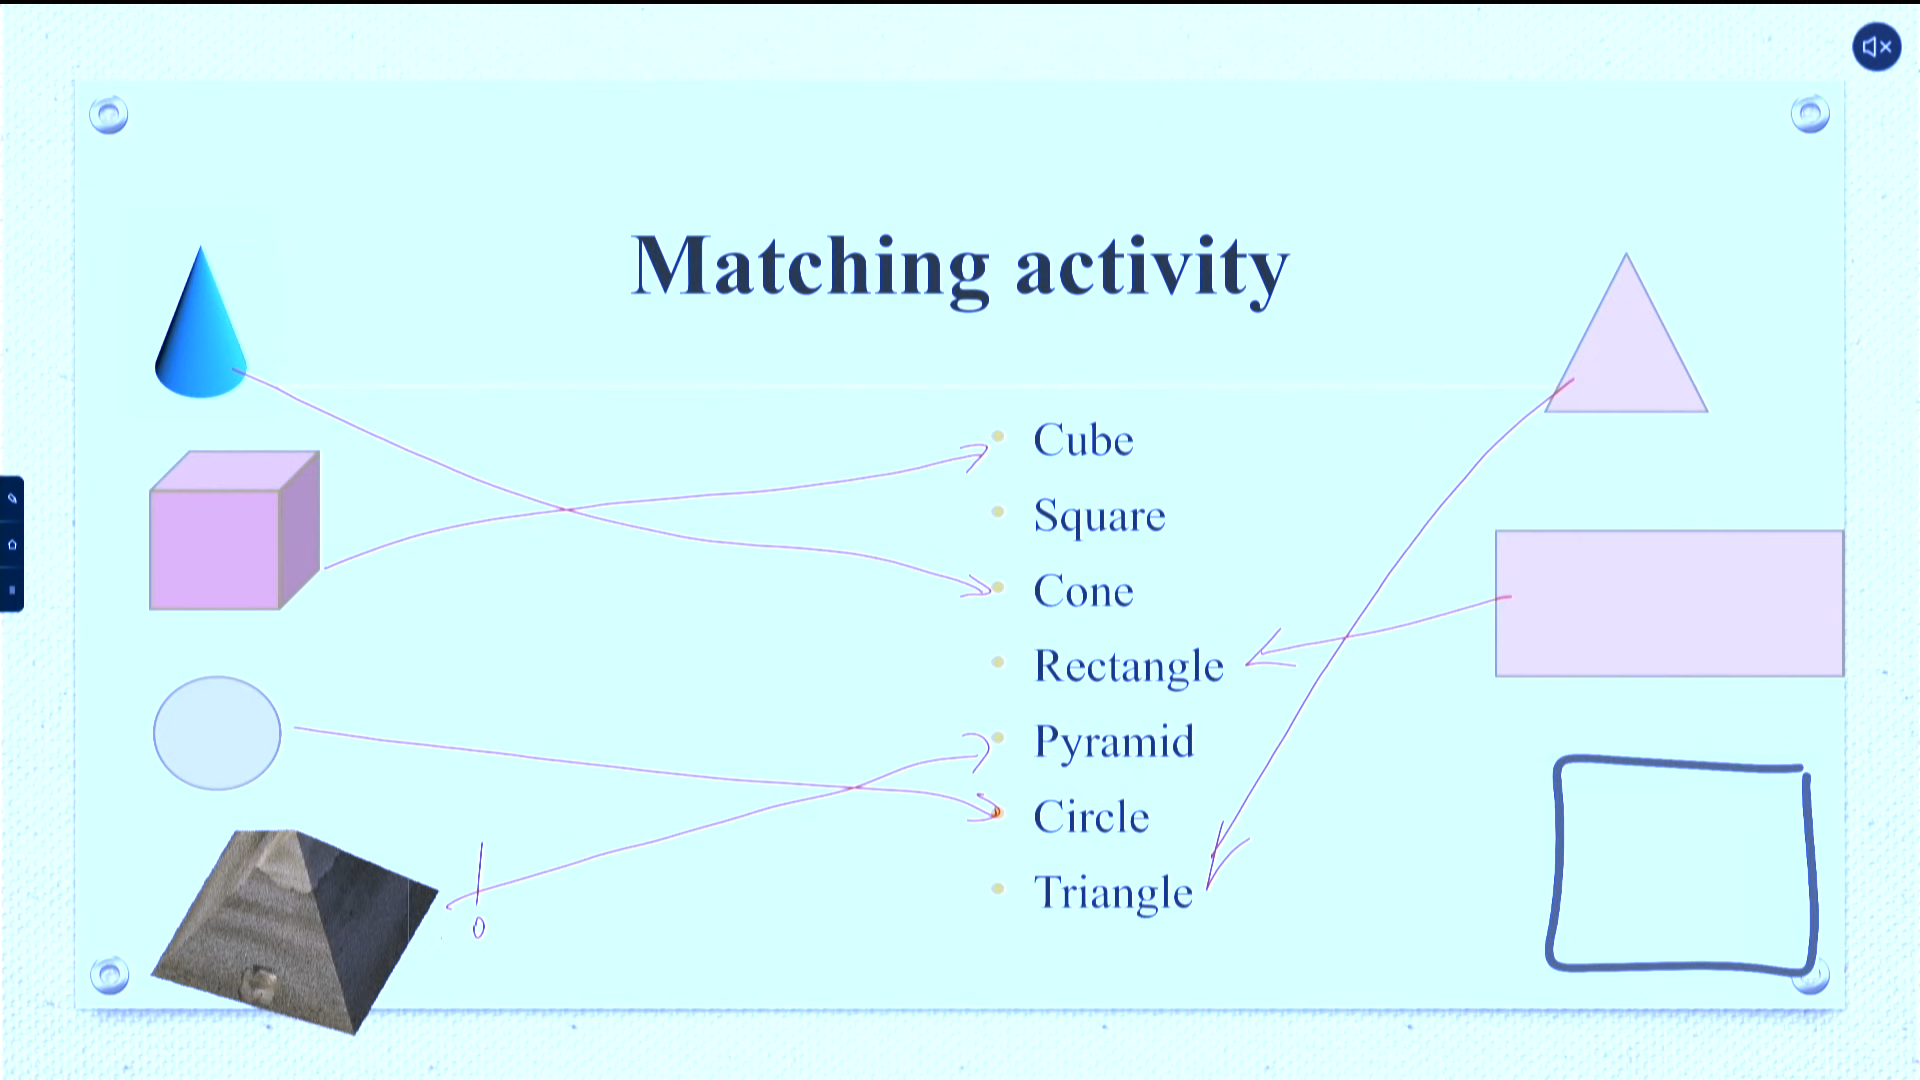 Matching activity
Cube
Square
Cone
Rectangle
Pyramid
Circle
Triangle